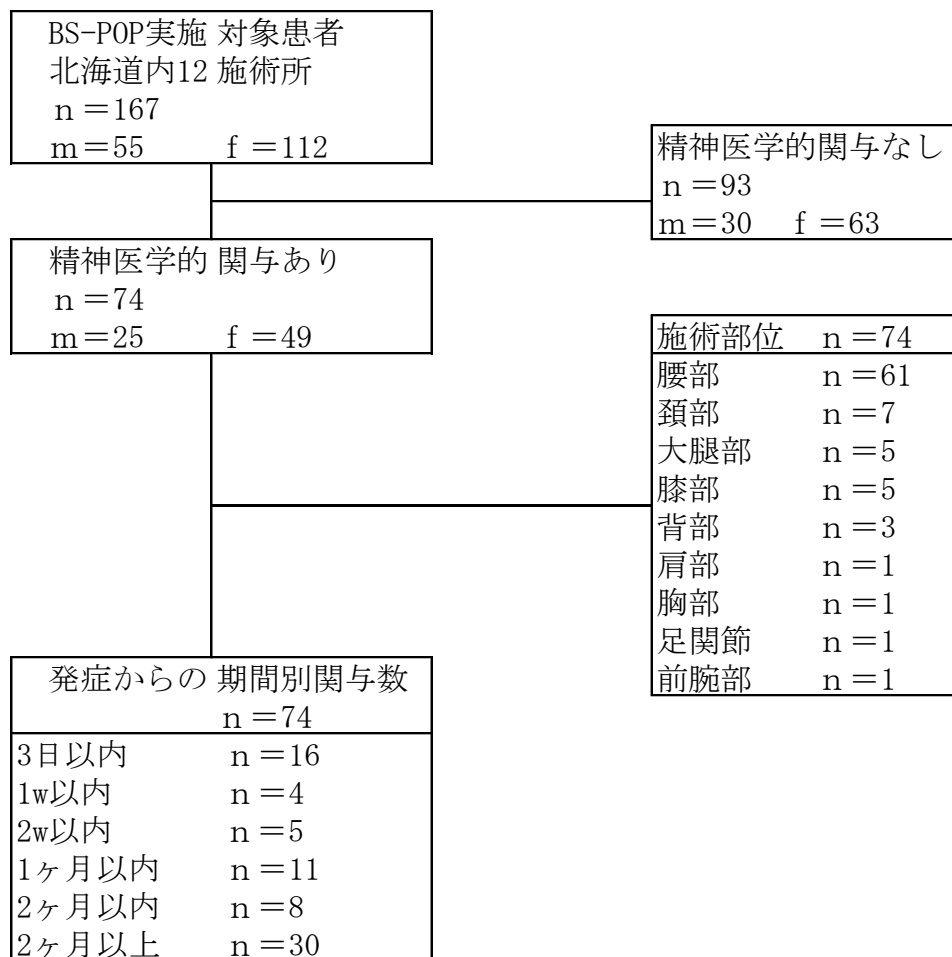 BS-POP実施 対象患者
北海道内12 施術所
ｎ＝167
ｍ＝55 ｆ＝112
精神医学的関与なし
ｎ＝93
ｍ＝30 ｆ＝63
精神医学的 関与あり
ｎ＝74
ｍ＝25 ｆ＝49
施術部位 ｎ＝74
腰部 ｎ＝61
頚部 ｎ＝7
大腿部 ｎ＝5
膝部 ｎ＝5
背部 ｎ＝3
肩部 ｎ＝1
胸部 ｎ＝1
足関節 ｎ＝1
前腕部 ｎ＝1
発症からの 期間別関与数
ｎ＝74
3日以内 ｎ＝16
1w以内 ｎ＝4
2w以内 ｎ＝5
1ヶ月以内 ｎ＝11
2ヶ月以内 ｎ＝8
2ヶ月以上 ｎ＝30